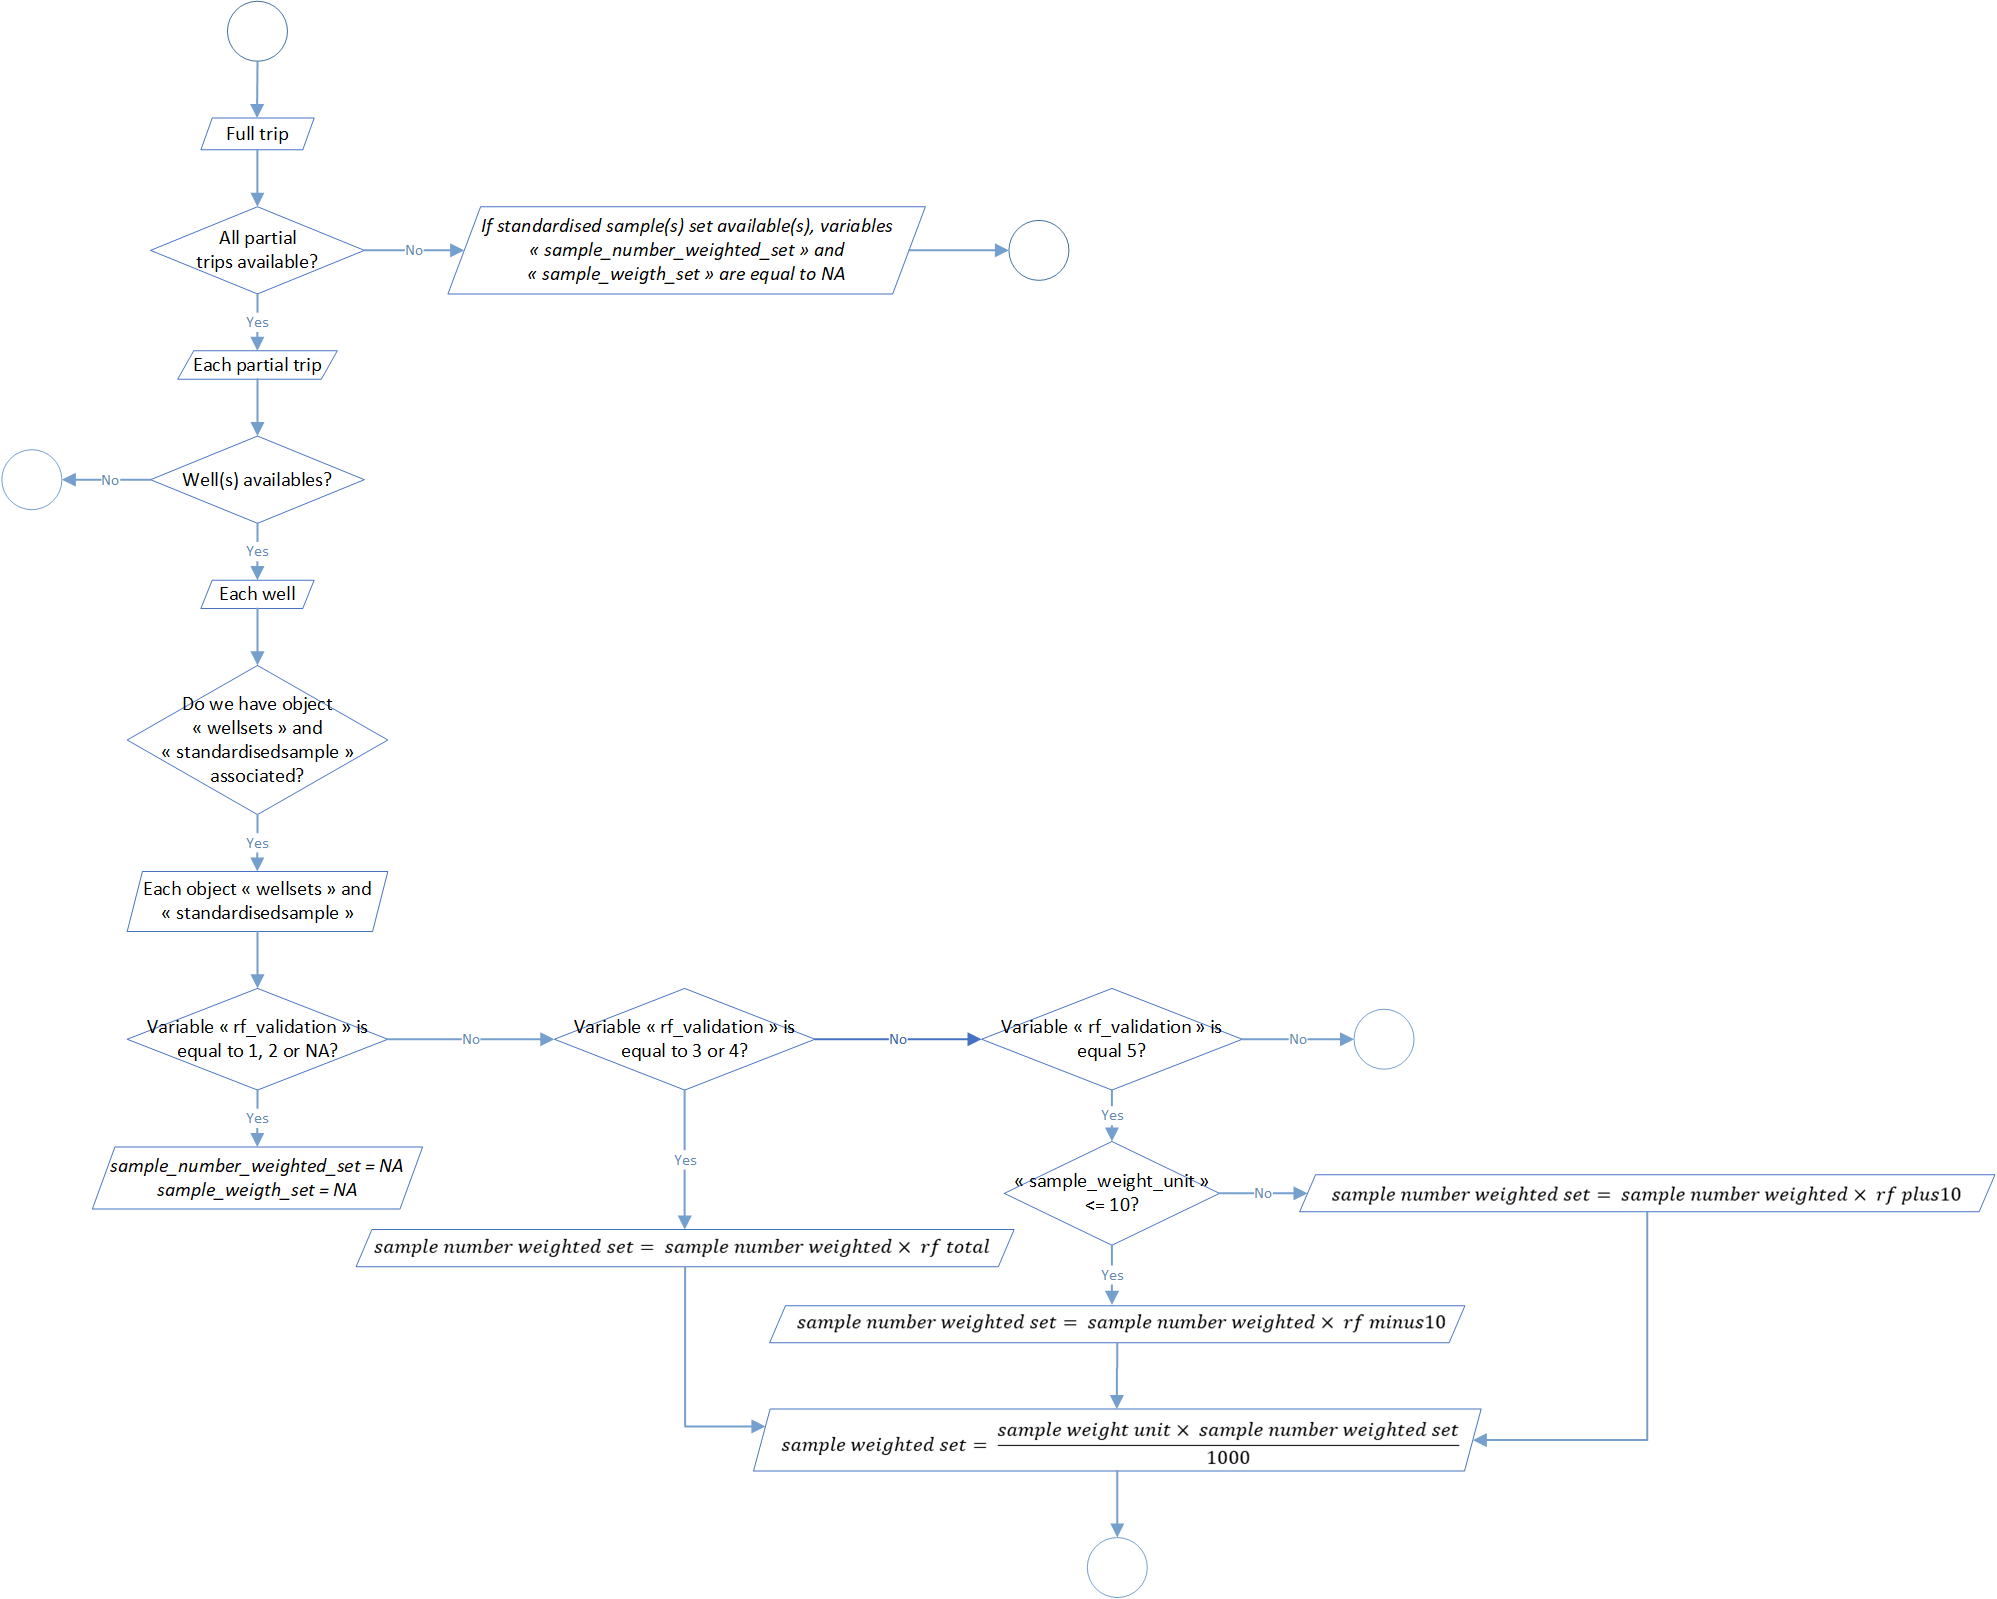 Full trip
All partial
trips available?
No
If standardised sample(s) set available(s), variables
« sample_number_weighted_set » and
« sample_weigth_set » are equal to NA
Yes
Each partial trip
Well(s) availables?
No
Yes
Each well
Do we have object
« wellsets » and
« standardisedsample »
associated?
Yes
Each object « wellsets » and
« standardisedsample »
Variable « rf_validation » is
equal to 1, 2 or NA?
No
Variable « rf_validation » is
equal to 3 or 4?
No
Variable « rf_validation » is
equal 5?
No
Yes
sample_number_weighted_set = NA
sample_weigth_set = NA
Yes
sample number weighted set = sample number weighted × rf total
Yes
« sample_weight_unit »
<= 10?
No
sample number weighted set = sample number weighted × rf plus10
Yes
sample number weighted set = sample number weighted × rf minus10
sample weighted set = sample weight unit × sample number weighted set
1000